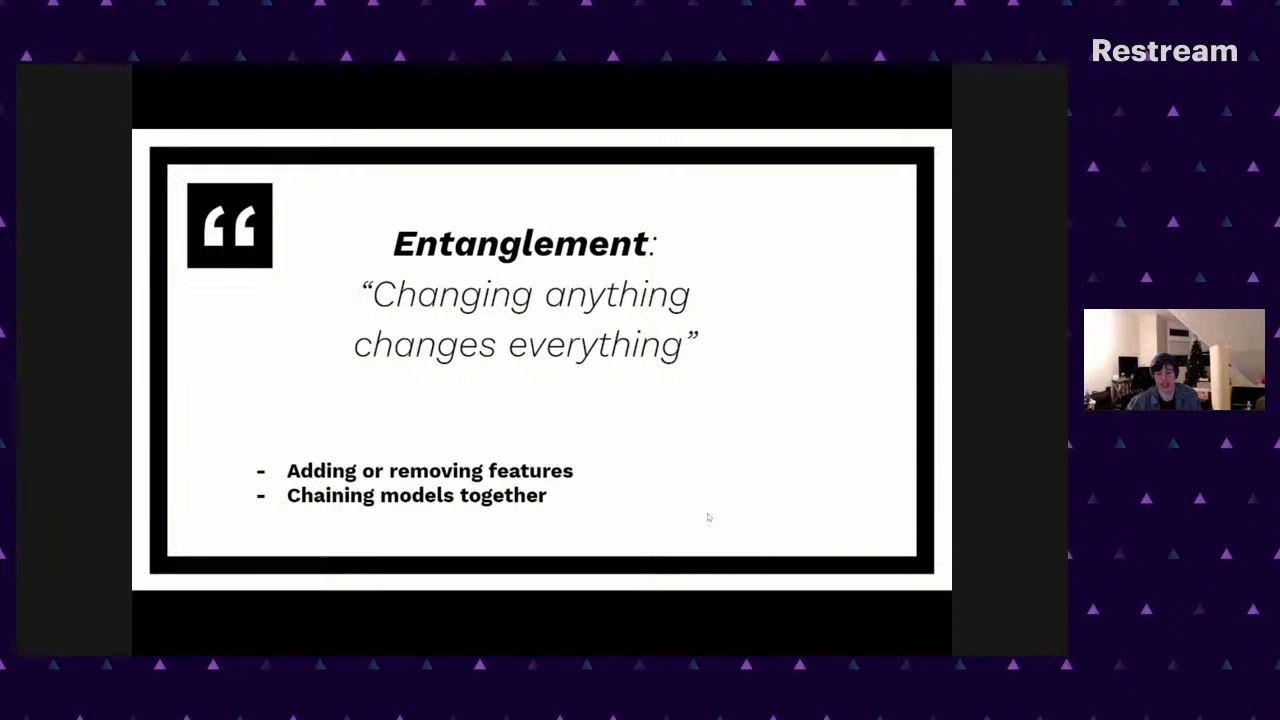 Restream
“
Entanglement:
“Changing anything
changes everything”
- Adding or removing features
- Chaining models together